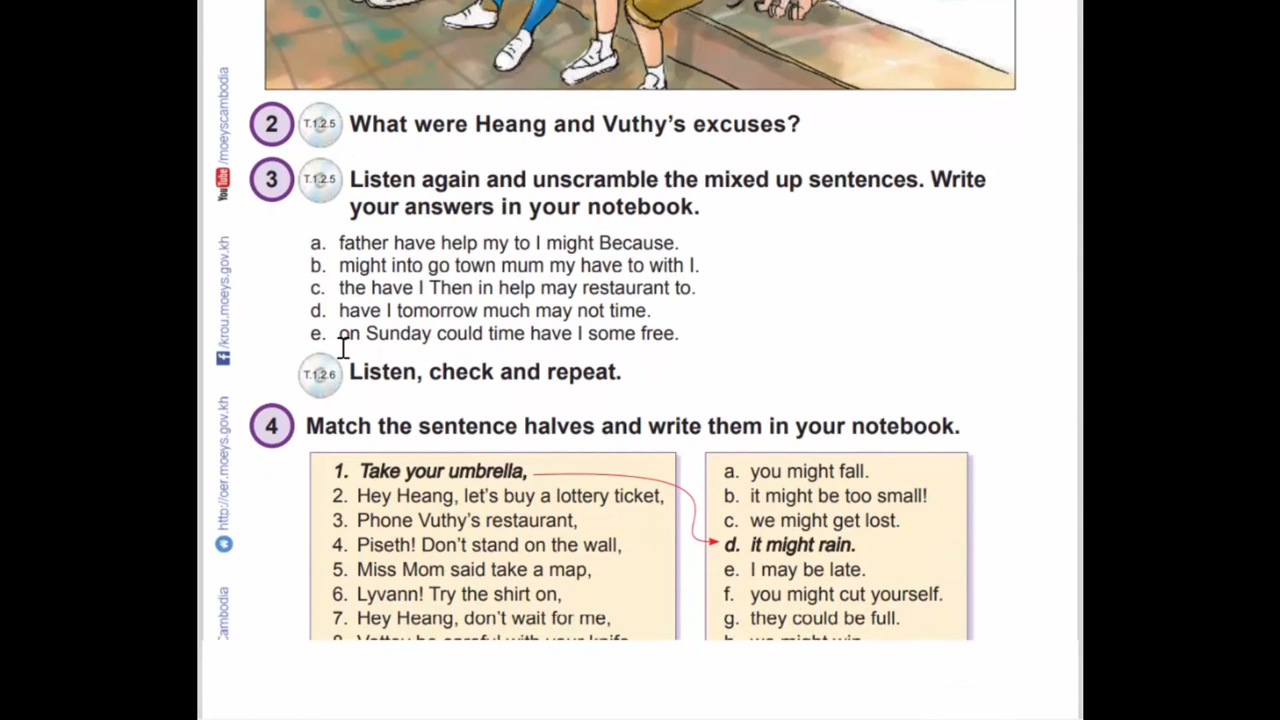 2 T.1.2.5 What were Heang and Vuthy's excuses?
3 T.1.2.5 Listen again and unscramble the mixed up sentences. Write
your answers in your notebook.
a. father have help my to I might Because.
b. might into go town mum my have to with I.
c. the have I Then in help may restaurant to.
d. have I tomorrow much may not time.
e. on Sunday could time have I some free.
T.1.2.6 Listen, check and repeat.
4 Match the sentence halves and write them in your notebook.
1. Take your umbrella,
2. Hey Heang, let's buy a lottery ticket,
3. Phone Vuthy's restaurant,
4. Piseth! Don't stand on the wall,
5. Miss Mom said take a map,
6. Lyvann! Try the shirt on,
7. Hey Heang, don't wait for me,
a. you might fall.
b. it might be too small!
c. we might get lost.
d. it might rain.
e. I may be late.
f. you might cut yourself.
g. they could be full.
YouTube /moeyscambodia
f /krou.moeys.gov.kh
http://oer.moeys.gov.kh